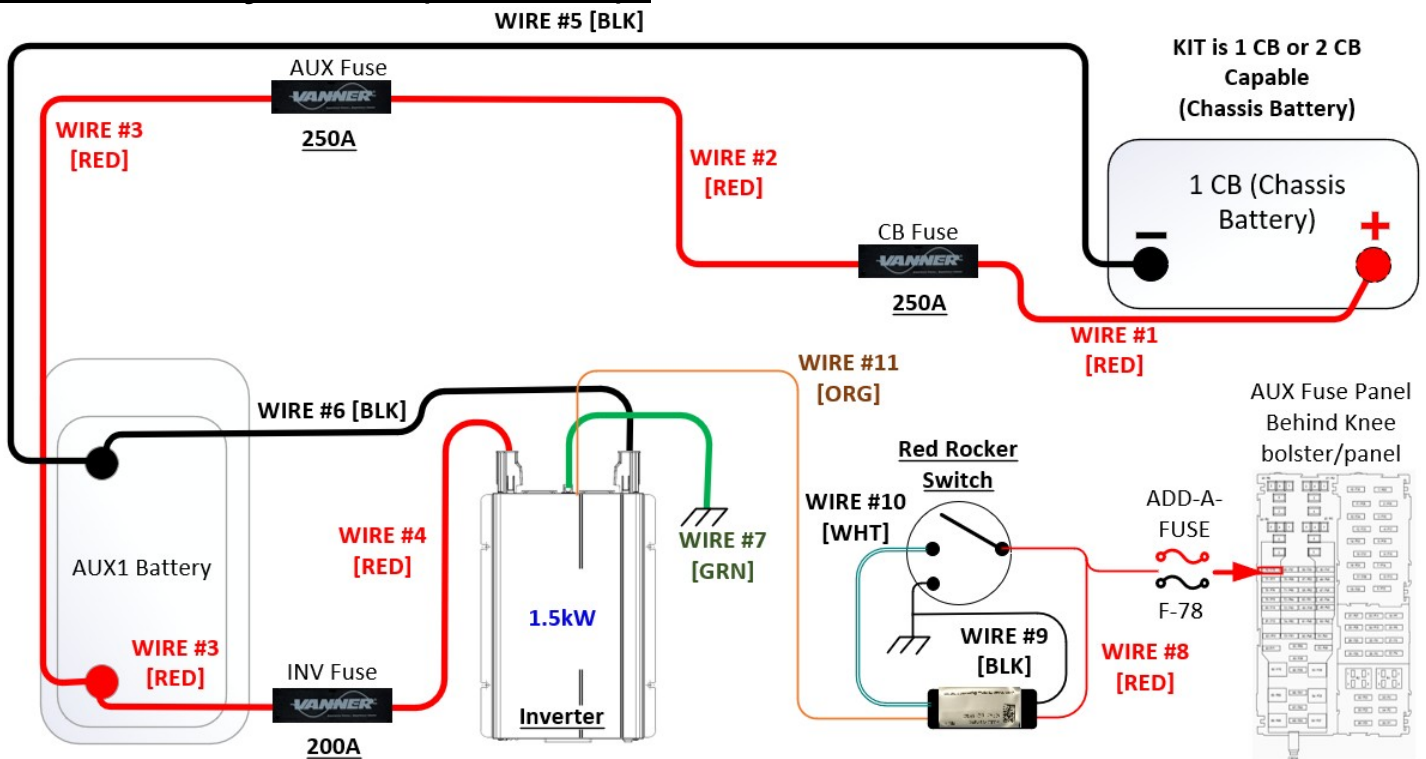 WIRE #5 [BLK]
KIT is 1 CB or 2 CB
Capable
(Chassis Battery)
AUX Fuse
VANNER
250A
WIRE #3
[RED]
WIRE #2
[RED]
1 CB (Chassis
Battery)
−
+
CB Fuse
VANNER
250A
WIRE #1
[RED]
WIRE #11
[ORG]
AUX Fuse Panel
Behind Knee
bolster/panel
WIRE #6 [BLK]
Red Rocker
Switch
WIRE #10
[WHT]
ADD-A-
FUSE
F-78
WIRE #4
[RED]
WIRE #7
[GRN]
AUX1 Battery
1.5kW
WIRE #9
[BLK]
WIRE #8
[RED]
WIRE #3
[RED]
INV Fuse
VANNER
200A
Inverter